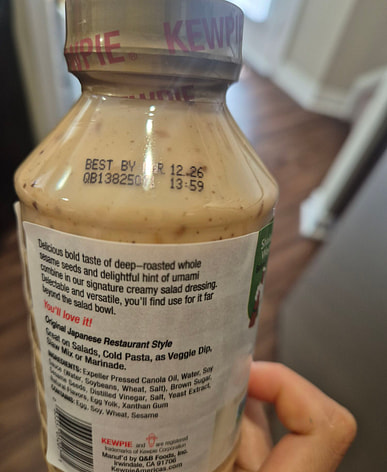 KEWPIE® KEWPI
KEWPIE
BEST BY 12.26
QB13825 13:59
Delicious bold taste of deep-roasted whole
sesame seeds and delightful hint of umami
combine in our signature creamy salad dressing.
Delectable and versatile, you'll find use for it far
beyond the salad bowl.
You'll love it!
Original Japanese Restaurant Style
Great on Salads, Cold Pasta, as Veggie Dip,
Slaw Mix or Marinade.
INGREDIENTS: Expeller Pressed Canola Oil, Water, Soy
Sauce (Water, Soybeans, Wheat, Salt), Brown Sugar,
Sesame Seeds, Distilled Vinegar, Salt, Yeast Extract,
Natural Flavors, Egg Yolk, Xanthan Gum
Egg, Soy, Wheat, Sesame
KEWPIE and are registered
trademarks of Kewpie Corporation
Manuf'd by Q&B Foods, Inc.
Irwindale, CA 91706